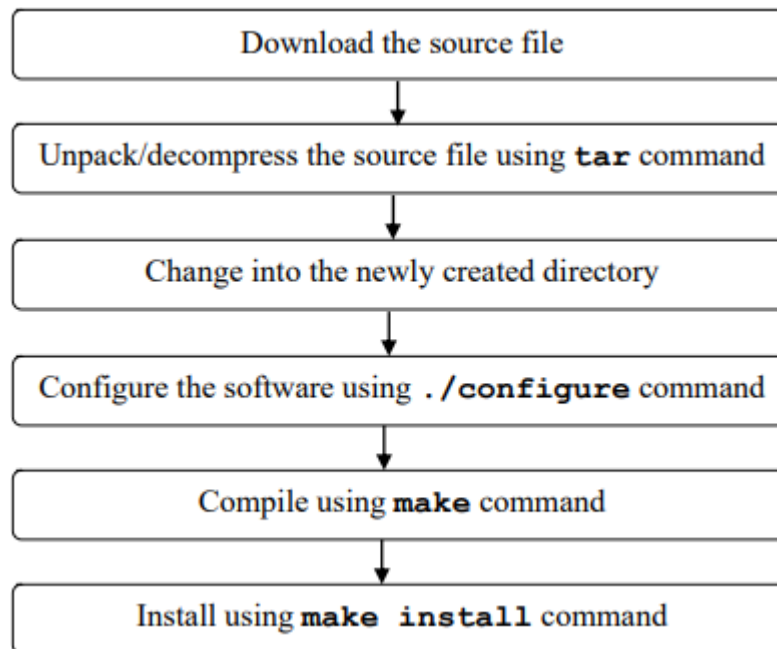 Download the source file
Unpack/decompress the source file using tar command
Change into the newly created directory
Configure the software using ./configure command
Compile using make command
Install using make install command